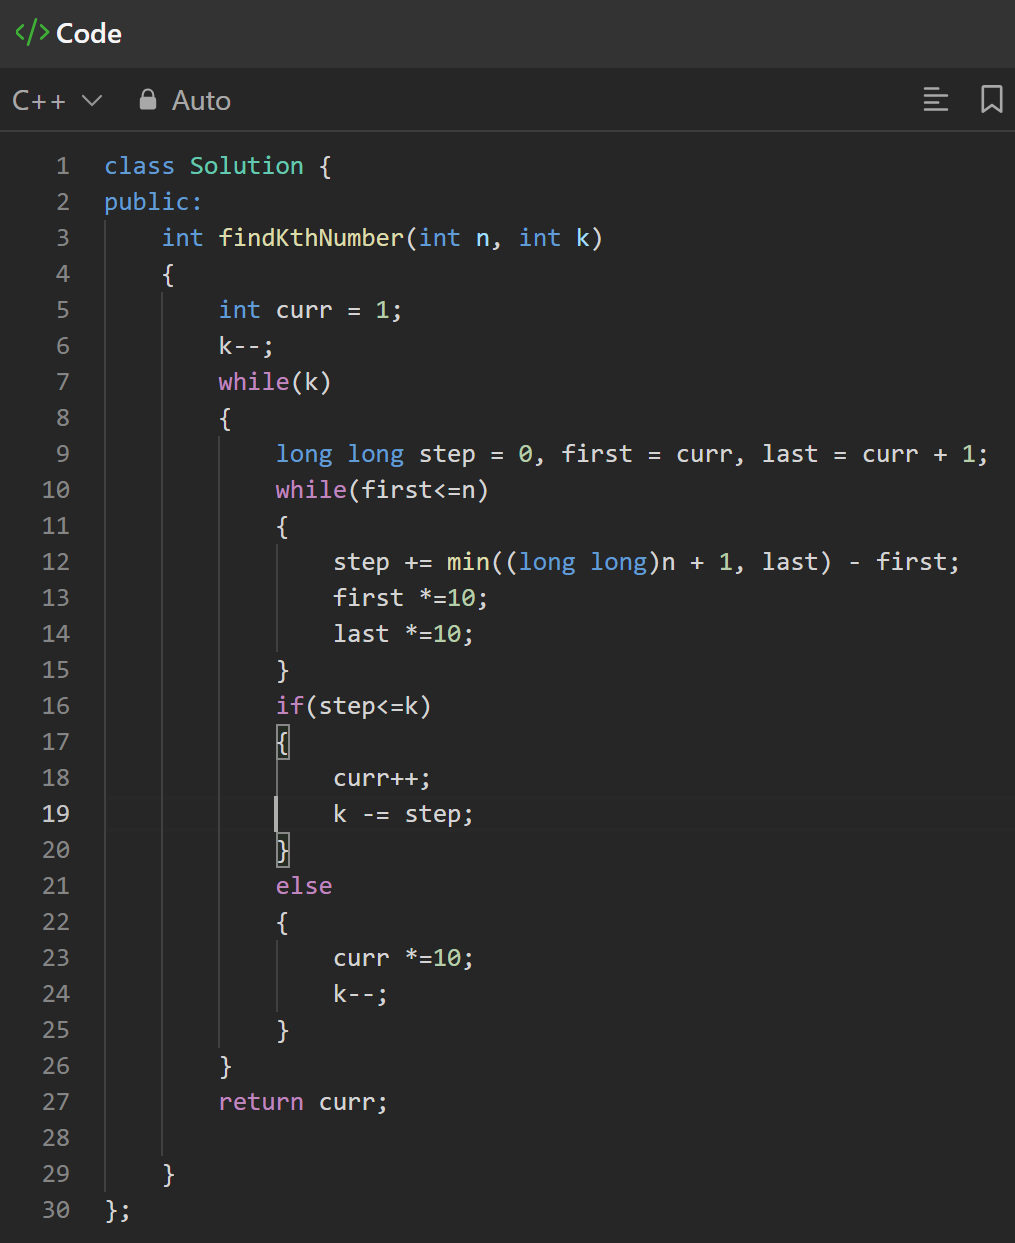 </> Code
C++ Auto
1 class Solution {
2 public:
3     int findKthNumber(int n, int k)
4     {
5         int curr = 1;
6         k--;
7         while(k)
8         {
9             long long step = 0, first = curr, last = curr + 1;
10             while(first<=n)
11             {
12                 step += min((long long)n + 1, last) - first;
13                 first *=10;
14                 last *=10;
15             }
16             if(step<=k)
17             {
18                 curr++;
19                 k -= step;
20             }
21             else
22             {
23                 curr *=10;
24                 k--;
25             }
26         }
27         return curr;
28
29     }
30 };